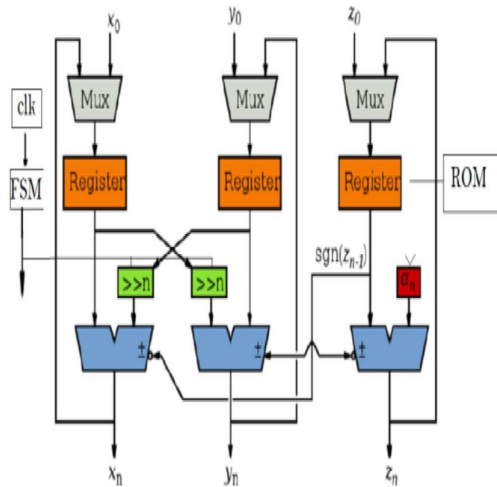 x₀ y₀ z₀
clk Mux Mux Mux
FSM Register Register Register ROM
sgn(zₙ₋₁)
>>n >>n αₙ
± ± ±
xₙ yₙ zₙ